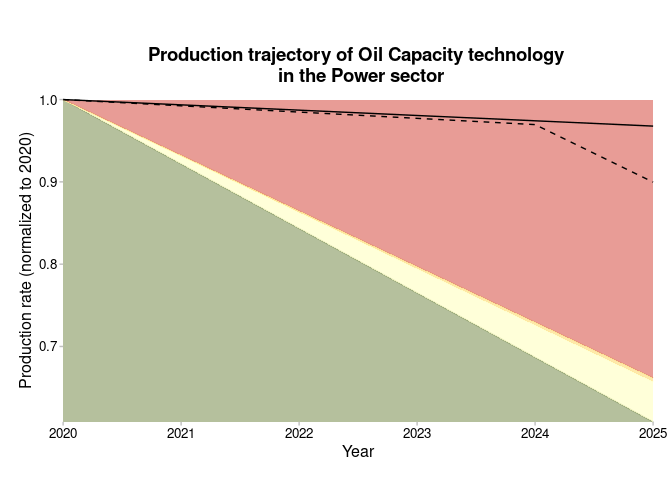 Production trajectory of Oil Capacity technology
in the Power sector
Production rate (normalized to 2020)
1.0
0.9
0.8
0.7
2020 2021 2022 2023 2024 2025
Year